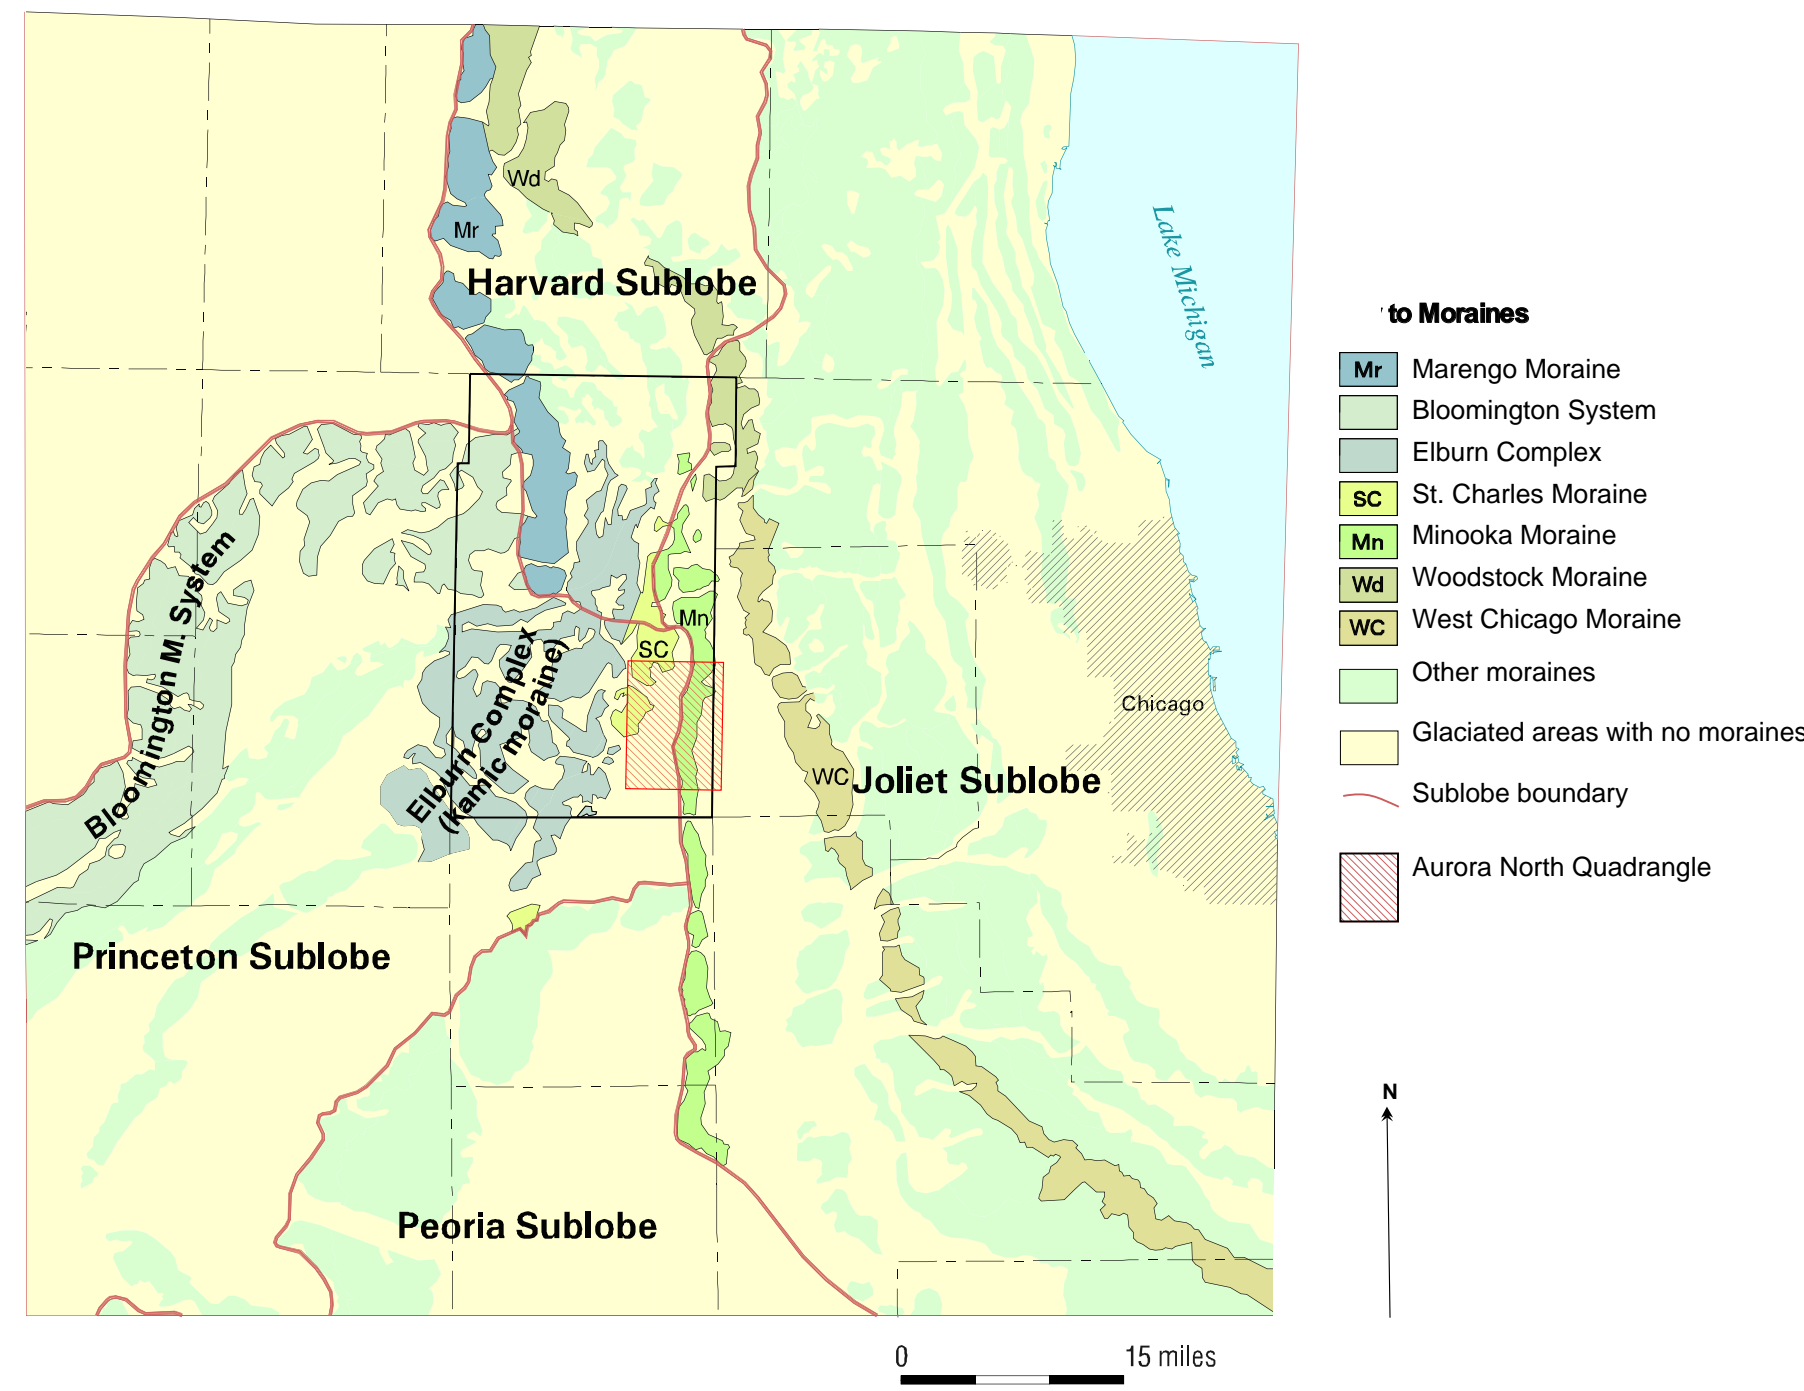 Wd
Mr
Harvard Sublobe
Lake Michigan
Bloomington M. System
Mn
SC
Elburn Complex
(kamic moraine)
Chicago
WC
Joliet Sublobe
Princeton Sublobe
Peoria Sublobe
to Moraines
Mr Marengo Moraine
Bloomington System
Elburn Complex
SC St. Charles Moraine
Mn Minooka Moraine
Wd Woodstock Moraine
WC West Chicago Moraine
Other moraines
Glaciated areas with no moraines
Sublobe boundary
Aurora North Quadrangle
N
0 15 miles